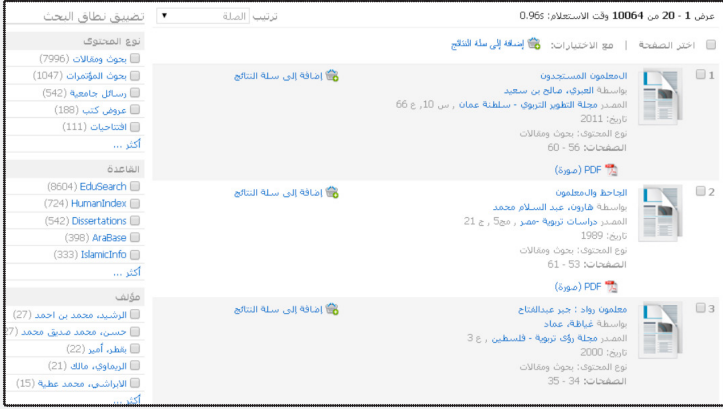 عرض 1 - 20 من 10064 وقت الاستعلام: 0.96s
ترتيب الصلة
اختر الصفحة | مع الاختيارات: إضافة إلى سلة النتائج
1
المعلمون المستجدون
بواسطة العبري، صالح بن سعيد
المصدر مجلة التطوير التربوي - سلطنة عمان , س 10, ع 66
تاريخ: 2011
نوع المحتوى: بحوث ومقالات
الصفحات: 56 - 60
PDF (صورة)
إضافة إلى سلة النتائج
2
الجاحظ والمعلمون
بواسطة هارون، عبد السلام محمد
المصدر دراسات تربوية -مصر , مج5 , ج 21
تاريخ: 1989
نوع المحتوى: بحوث ومقالات
الصفحات: 53 - 61
PDF (صورة)
إضافة إلى سلة النتائج
3
معلمون رواد : جبر عبدالفتاح
بواسطة غياظة، عماد
المصدر مجلة رؤى تربوية - فلسطين , ع 3
تاريخ: 2000
نوع المحتوى: بحوث ومقالات
الصفحات: 34 - 35
إضافة إلى سلة النتائج
تضييق نطاق البحث
نوع المحتوى
بحوث ومقالات (7996)
بحوث المؤتمرات (1047)
رسائل جامعية (542)
عروض كتب (188)
افتتاحيات (111)
أكثر ...
القاعدة
EduSearch (8604)
HumanIndex (724)
Dissertations (542)
AraBase (398)
IslamicInfo (333)
أكثر ...
مؤلف
الرشيد، محمد بن احمد (27)
حسن، محمد صديق محمد
بقطر، أمير (22)
الريماوي، مالك (21)
الابراشي، محمد عطية (15)
أكثر ...